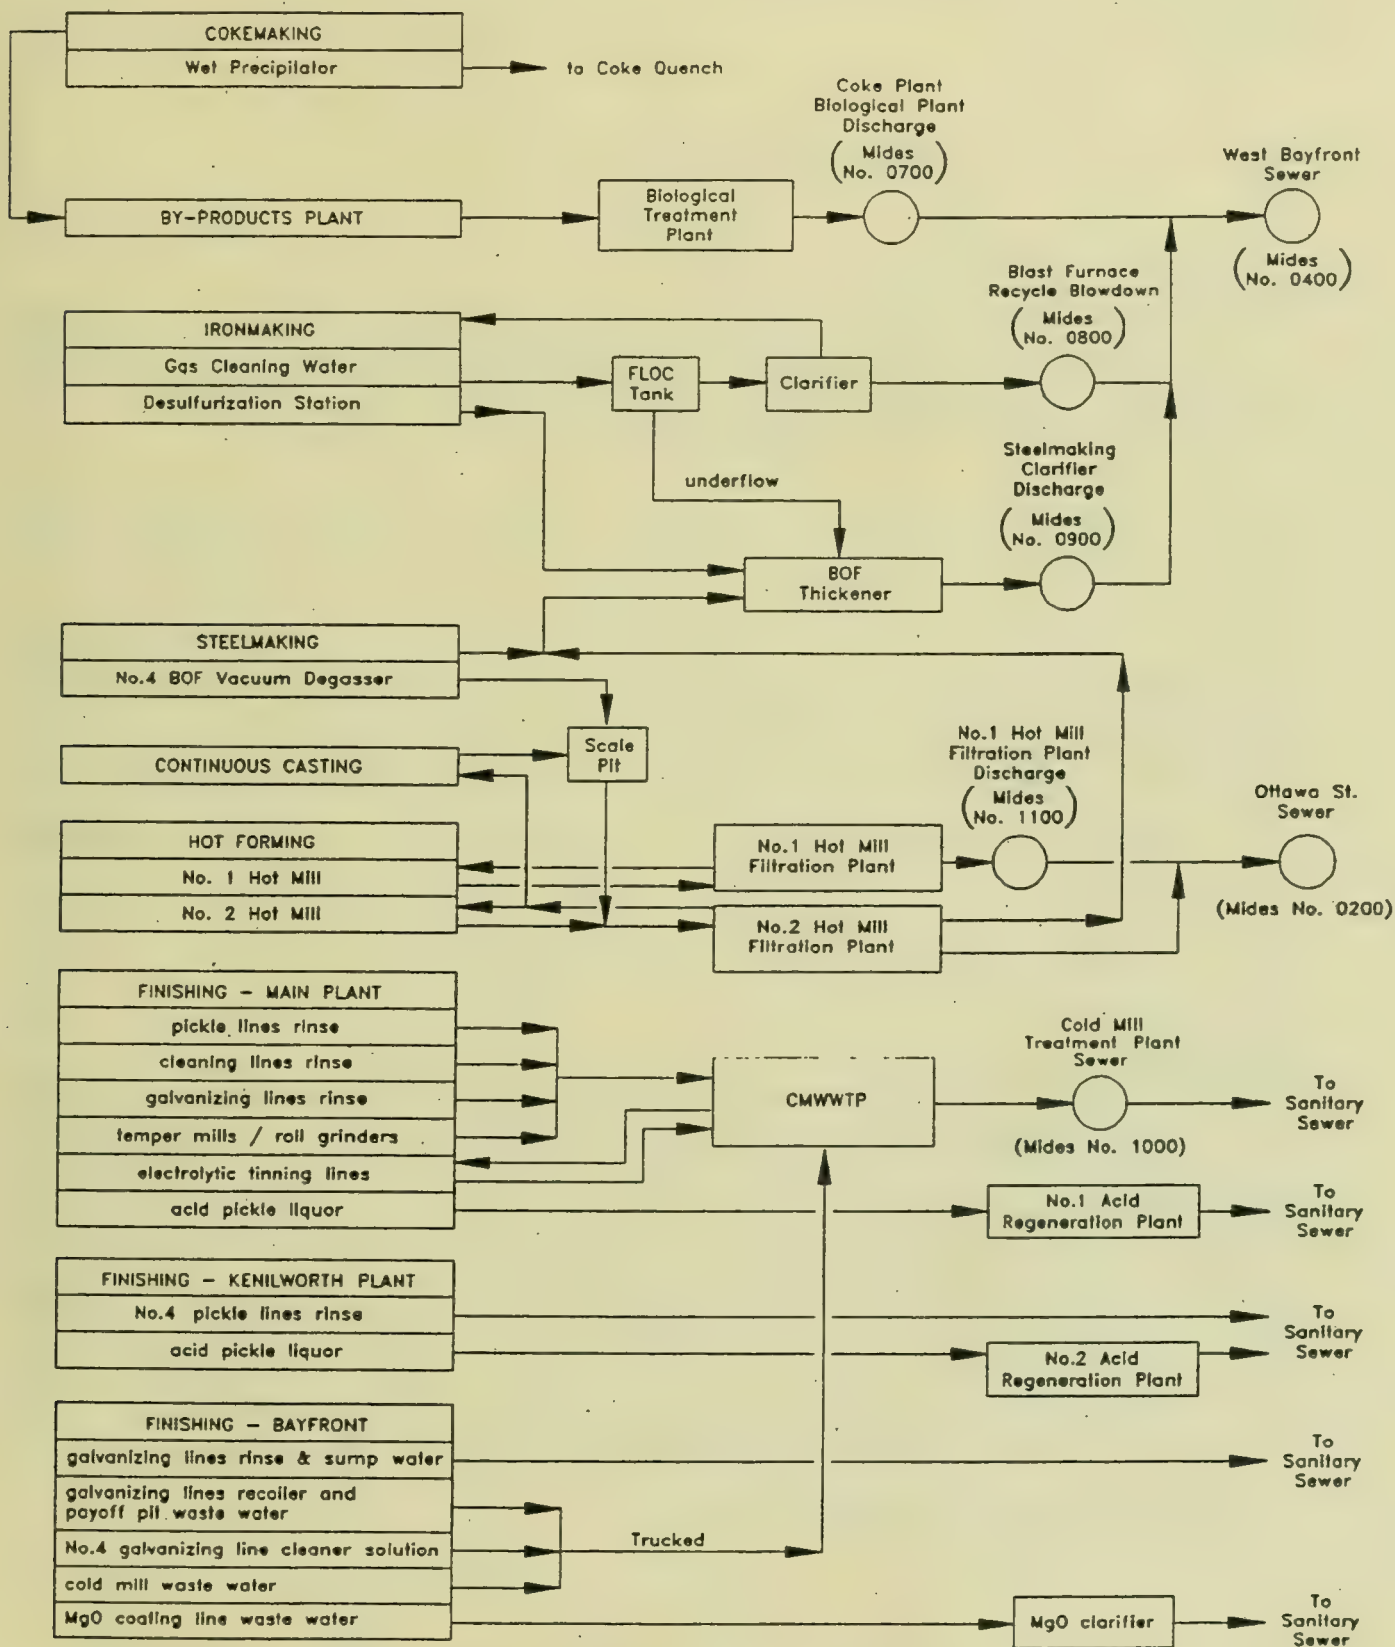 COKEMAKING
Wet Precipilator
to Coke Quench
Coke Plant
Biological Plant
Discharge
(Mides
No. 0700)
West Bayfront
Sewer
(Mides
No. 0400)
BY-PRODUCTS PLANT
Biological
Treatment
Plant
Blast Furnace
Recycle Blowdown
(Mides
No. 0800)
IRONMAKING
Gas Cleaning Water
Desulfurization Station
FLOC
Tank
Clarifier
underflow
Steelmaking
Clarifier
Discharge
(Mides
No. 0900)
BOF
Thickener
STEELMAKING
No.4 BOF Vacuum Degasser
Scale
Pit
CONTINUOUS CASTING
No.1 Hot Mill
Filtration Plant
Discharge
(Mides
No. 1100)
Ottawa St.
Sewer
(Mides No. 0200)
HOT FORMING
No. 1 Hot Mill
No. 2 Hot Mill
No.1 Hot Mill
Filtration Plant
No.2 Hot Mill
Filtration Plant
FINISHING - MAIN PLANT
pickle lines rinse
cleaning lines rinse
galvanizing lines rinse
temper mills / roll grinders
electrolytic tinning lines
acid pickle liquor
CMWWTP
Cold Mill
Treatment Plant
Sewer
(Mides No. 1000)
To
Sanitary
Sewer
No.1 Acid
Regeneration Plant
To
Sanitary
Sewer
FINISHING - KENILWORTH PLANT
No.4 pickle lines rinse
acid pickle liquor
No.2 Acid
Regeneration Plant
To
Sanitary
Sewer
FINISHING - BAYFRONT
galvanizing lines rinse & sump water
galvanizing lines recoiler and
payoff pit waste water
No.4 galvanizing line cleaner solution
cold mill waste water
MgO coating line waste water
Trucked
To
Sanitary
Sewer
MgO clarifier
To
Sanitary
Sewer